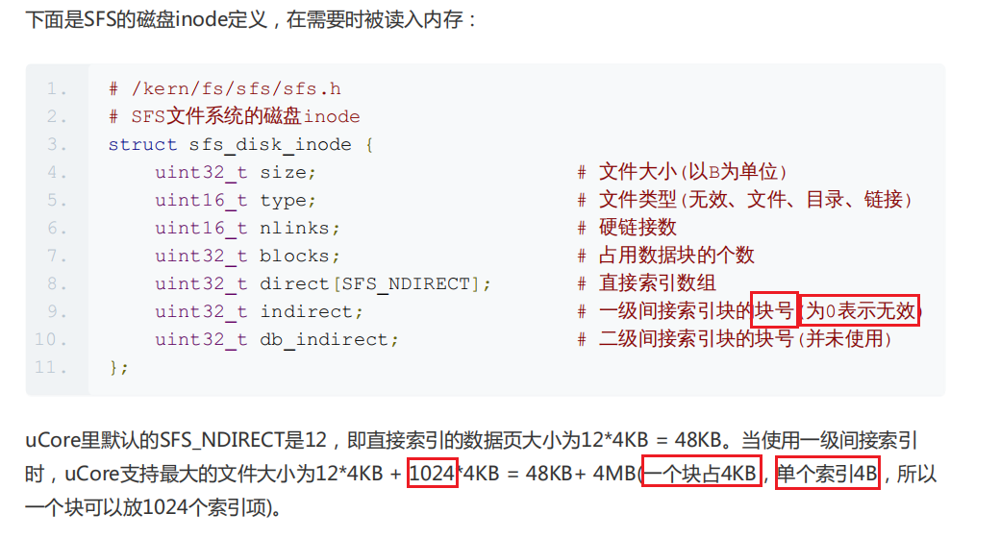 下面是SFS的磁盘inode定义，在需要时被读入内存：
1. # /kern/fs/sfs/sfs.h
2. # SFS文件系统的磁盘inode
3. struct sfs_disk_inode {
4. uint32_t size; # 文件大小(以B为单位)
5. uint16_t type; # 文件类型(无效、文件、目录、链接)
6. uint16_t nlinks; # 硬链接数
7. uint32_t blocks; # 占用数据块的个数
8. uint32_t direct[SFS_NDIRECT]; # 直接索引数组
9. uint32_t indirect; # 一级间接索引块的块号(为0表示无效)
10. uint32_t db_indirect; # 二级间接索引块的块号(并未使用)
11. };
uCore里默认的SFS_NDIRECT是12，即直接索引的数据页大小为12*4KB = 48KB。当使用一级间接索引
时，uCore支持最大的文件大小为12*4KB + 1024*4KB = 48KB+ 4MB(一个块占4KB，单个索引4B，所以
一个块可以放1024个索引项)。